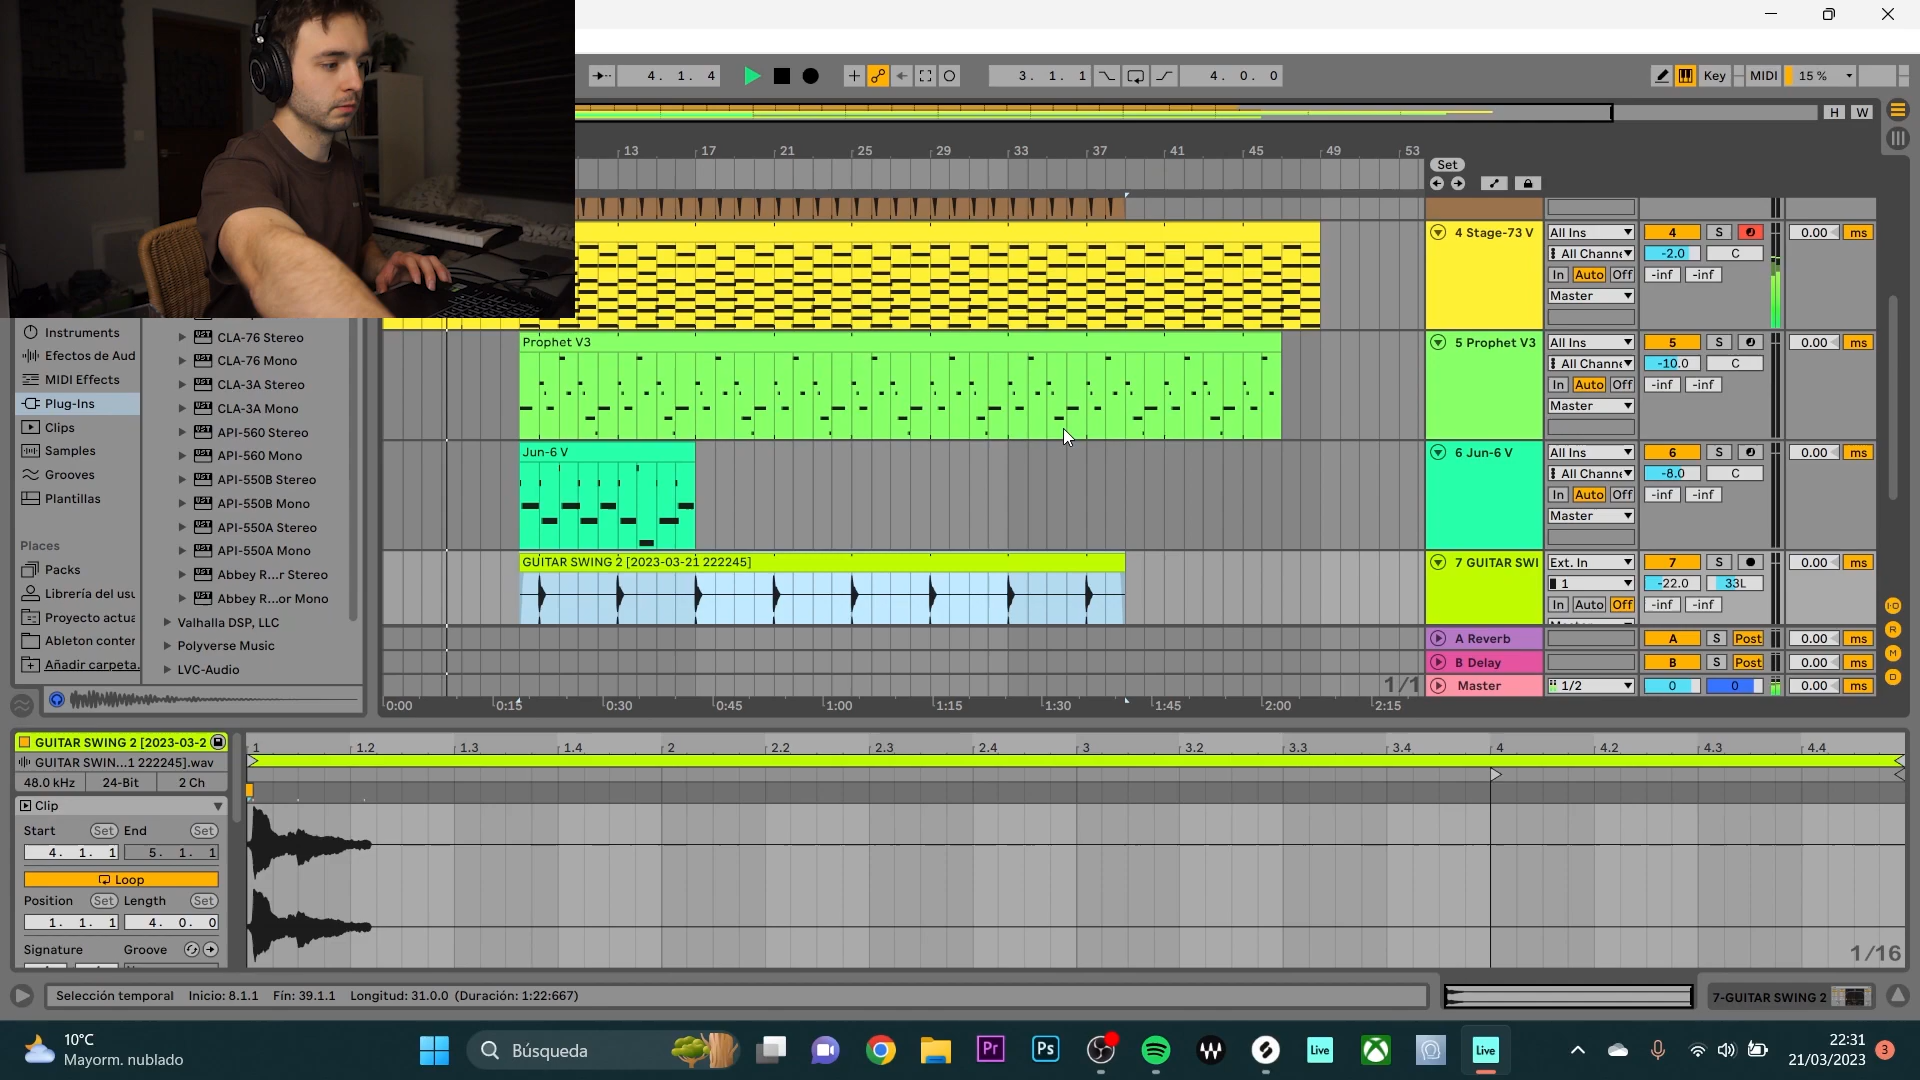 4. 1. 4
3. 1. 1
4. 0. 0
Key
MIDI
15 %
H
W
13
17
21
25
29
33
37
41
45
49
53
Set
4 Stage-73 V
All Ins
4
S
0.00
ms
All Channe
-2.0
C
In
Auto
Off
-inf
-inf
Master
Prophet V3
5 Prophet V3
All Ins
5
S
0.00
ms
All Channe
-10.0
C
In
Auto
Off
-inf
-inf
Master
Jun-6 V
6 Jun-6 V
All Ins
6
S
0.00
ms
All Channe
-8.0
C
In
Auto
Off
-inf
-inf
Master
GUITAR SWING 2 [2023-03-21 222245]
7 GUITAR SWI
Ext. In
7
S
0.00
ms
1
-22.0
33L
In
Auto
Off
-inf
-inf
A Reverb
A
S
Post
0.00
ms
B Delay
B
S
Post
0.00
ms
1/1
Master
1/2
0
0
0.00
ms
0:00
0:15
0:30
0:45
1:00
1:15
1:30
1:45
2:00
2:15
Instruments
Efectos de Aud
MIDI Effects
Plug-Ins
Clips
Samples
Grooves
Plantillas
Places
Packs
Librería del usu
Proyecto actua
Ableton conter
Añadir carpeta.
CLA-76 Stereo
CLA-76 Mono
CLA-3A Stereo
CLA-3A Mono
API-560 Stereo
API-560 Mono
API-550B Stereo
API-550B Mono
API-550A Stereo
API-550A Mono
Abbey R...r Stereo
Abbey R...or Mono
Valhalla DSP, LLC
Polyverse Music
LVC-Audio
GUITAR SWING 2 [2023-03-2
GUITAR SWIN...1 222245].wav
48.0 kHz
24-Bit
2 Ch
Clip
Start
Set
End
Set
4. 1. 1
5. 1. 1
Loop
Position
Set
Length
Set
1. 1. 1
4. 0. 0
Signature
Groove
1
1.2
1.3
1.4
2
2.2
2.3
2.4
3
3.2
3.3
3.4
4
4.2
4.3
4.4
1/16
Selección temporal Inicio: 8.1.1 Fín: 39.1.1 Longitud: 31.0.0 (Duración: 1:22:667)
7-GUITAR SWING 2
10°C
Mayorm. nublado
Búsqueda
Pr
Ps
Live
Live
22:31
21/03/2023
3